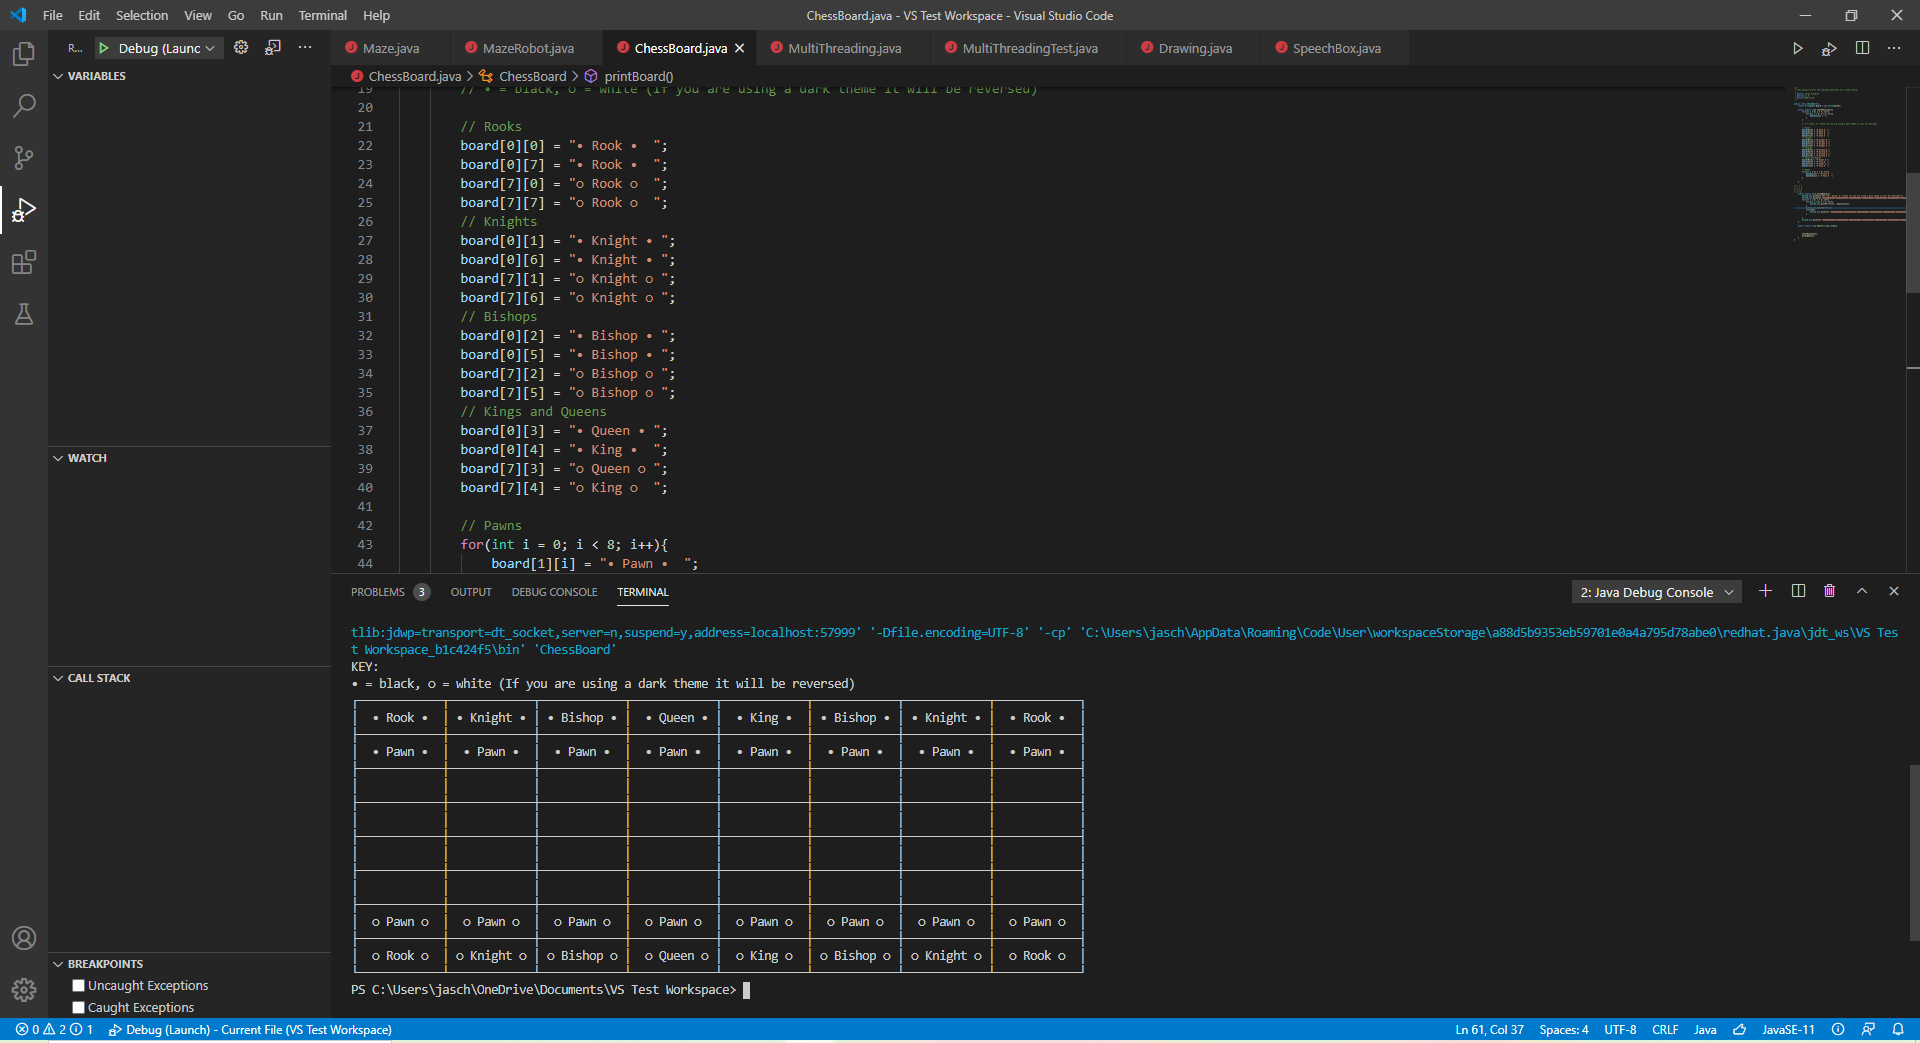 File Edit Selection View Go Run Terminal Help
ChessBoard.java - VS Test Workspace - Visual Studio Code
R... Debug (Launc
Maze.java MazeRobot.java ChessBoard.java MultiThreading.java MultiThreadingTest.java Drawing.java SpeechBox.java
ChessBoard.java > ChessBoard > printBoard()
VARIABLES
WATCH
CALL STACK
BREAKPOINTS
Uncaught Exceptions
Caught Exceptions
19 // • = black, o = white (If you are using a dark theme it will be reversed)
20
21 // Rooks
22 board[0][0] = "• Rook •  ";
23 board[0][7] = "• Rook •  ";
24 board[7][0] = "o Rook o  ";
25 board[7][7] = "o Rook o  ";
26 // Knights
27 board[0][1] = "• Knight • ";
28 board[0][6] = "• Knight • ";
29 board[7][1] = "o Knight o ";
30 board[7][6] = "o Knight o ";
31 // Bishops
32 board[0][2] = "• Bishop • ";
33 board[0][5] = "• Bishop • ";
34 board[7][2] = "o Bishop o ";
35 board[7][5] = "o Bishop o ";
36 // Kings and Queens
37 board[0][3] = "• Queen • ";
38 board[0][4] = "• King •  ";
39 board[7][3] = "o Queen o ";
40 board[7][4] = "o King o  ";
41
42 // Pawns
43 for(int i = 0; i < 8; i++){
44 board[1][i] = "• Pawn •  ";
PROBLEMS 3 OUTPUT DEBUG CONSOLE TERMINAL
2: Java Debug Console
tlib:jdwp=transport=dt_socket,server=n,suspend=y,address=localhost:57999' '-Dfile.encoding=UTF-8' '-cp' 'C:\Users\jasch\AppData\Roaming\Code\User\workspaceStorage\a88d5b9353eb59701e0a4a795d78abe0\redhat.java\jdt_ws\VS Tes
t Workspace_b1c424f5\bin' 'ChessBoard'
KEY:
• = black, o = white (If you are using a dark theme it will be reversed)
• Rook • • Knight • • Bishop • • Queen • • King • • Bishop • • Knight • • Rook •
• Pawn • • Pawn • • Pawn • • Pawn • • Pawn • • Pawn • • Pawn • • Pawn •
o Pawn o o Pawn o o Pawn o o Pawn o o Pawn o o Pawn o o Pawn o o Pawn o
o Rook o o Knight o o Bishop o o Queen o o King o o Bishop o o Knight o o Rook o
PS C:\Users\jasch\OneDrive\Documents\VS Test Workspace>
0 2 1 Debug (Launch) - Current File (VS Test Workspace)
Ln 61, Col 37 Spaces: 4 UTF-8 CRLF Java JavaSE-11